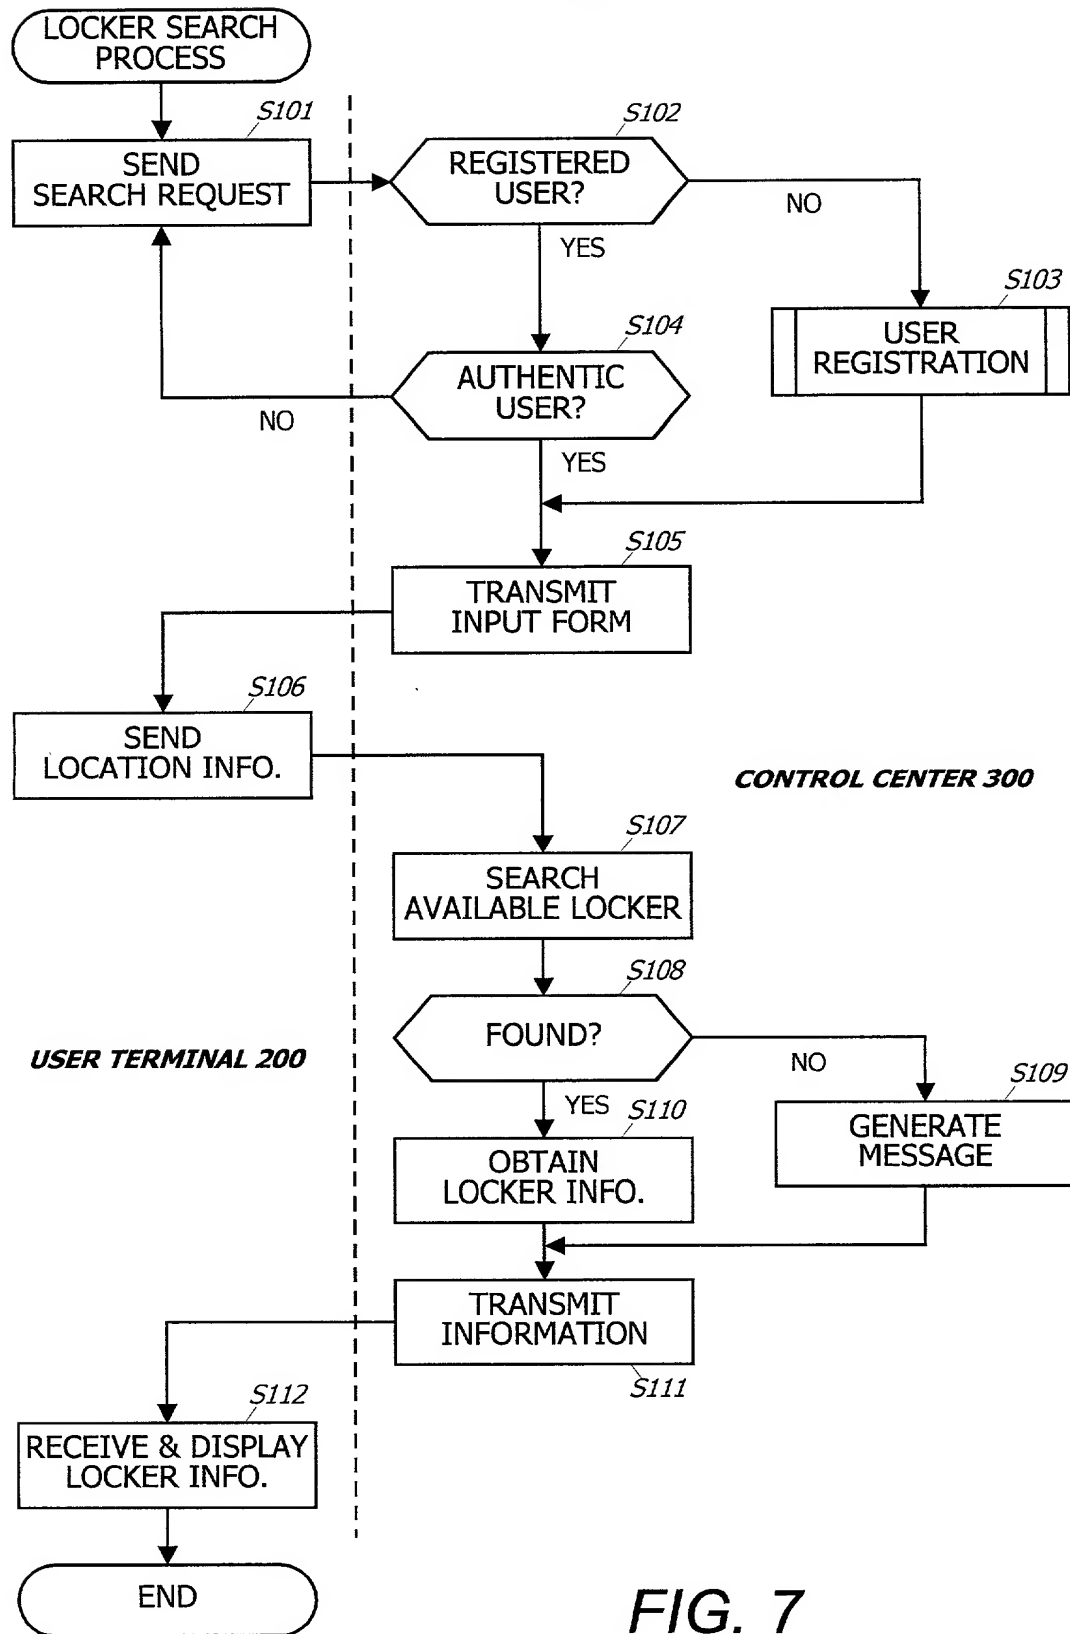 LOCKER SEARCH
PROCESS
S101
SEND
SEARCH REQUEST
S102
REGISTERED
USER?
NO
YES
S103
USER
REGISTRATION
S104
AUTHENTIC
USER?
NO
YES
S105
TRANSMIT
INPUT FORM
S106
SEND
LOCATION INFO.
CONTROL CENTER 300
S107
SEARCH
AVAILABLE LOCKER
S108
FOUND?
USER TERMINAL 200
NO
YES
S109
GENERATE
MESSAGE
S110
OBTAIN
LOCKER INFO.
TRANSMIT
INFORMATION
S111
S112
RECEIVE & DISPLAY
LOCKER INFO.
END
FIG. 7